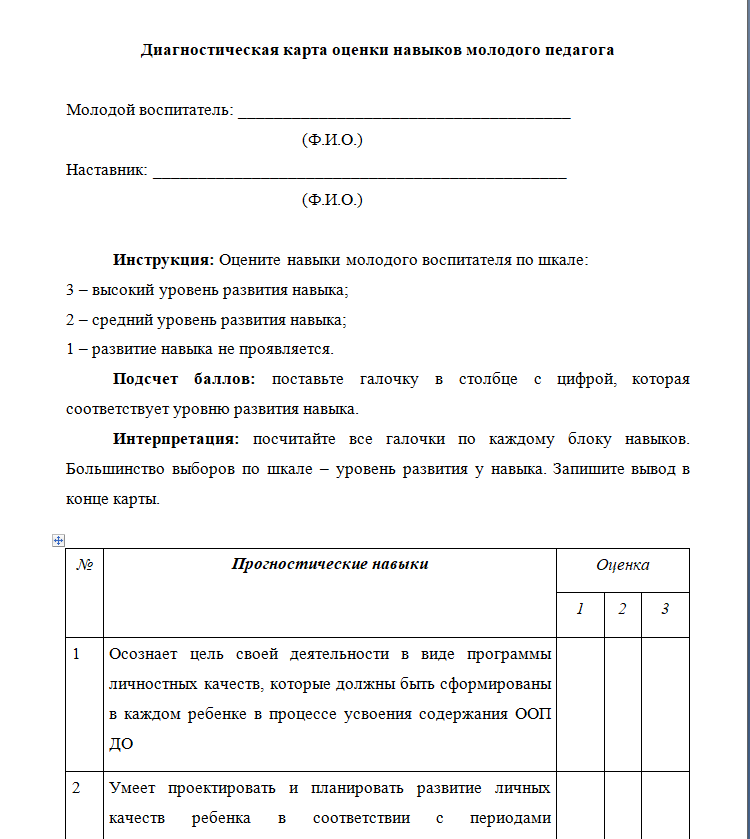 Диагностическая карта оценки навыков молодого педагога
Молодой воспитатель: _____________________________________
(Ф.И.О.)
Наставник: ______________________________________________
(Ф.И.О.)
Инструкция: Оцените навыки молодого воспитателя по шкале:
3 – высокий уровень развития навыка;
2 – средний уровень развития навыка;
1 – развитие навыка не проявляется.
Подсчет баллов: поставьте галочку в столбце с цифрой, которая
соответствует уровню развития навыка.
Интерпретация: посчитайте все галочки по каждому блоку навыков.
Большинство выборов по шкале – уровень развития у навыка. Запишите вывод в
конце карты.
№ Прогностические навыки Оценка
1 2 3
1 Осознает цель своей деятельности в виде программы
личностных качеств, которые должны быть сформированы
в каждом ребенке в процессе усвоения содержания ООП
ДО
2 Умеет проектировать и планировать развитие личных
качеств ребенка в соответствии с периодами